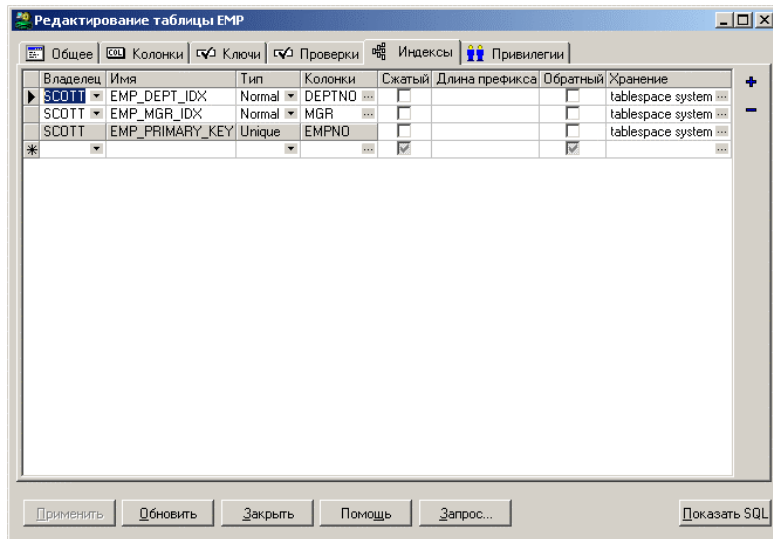 Редактирование таблицы EMP
Общее COL Колонки Ключи Проверки Индексы Привилегии
Владелец Имя Тип Колонки Сжатый Длина префикса Обратный Хранение
SCOTT EMP_DEPT_IDX Normal DEPTNO ... tablespace system ...
SCOTT EMP_MGR_IDX Normal MGR ... tablespace system ...
SCOTT EMP_PRIMARY_KEY Unique EMPNO tablespace system ...
... ...
Применить Обновить Закрыть Помощь Запрос... Показать SQL